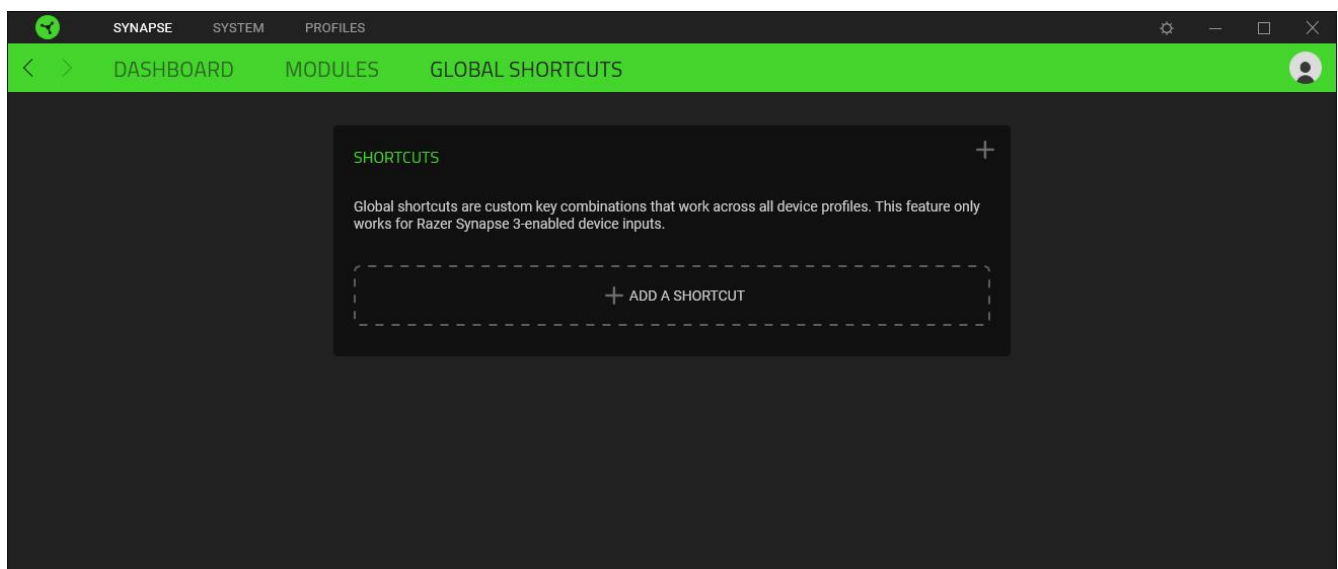 SYNAPSE SYSTEM PROFILES
DASHBOARD MODULES GLOBAL SHORTCUTS
SHORTCUTS
Global shortcuts are custom key combinations that work across all device profiles. This feature only
works for Razer Synapse 3-enabled device inputs.
ADD A SHORTCUT